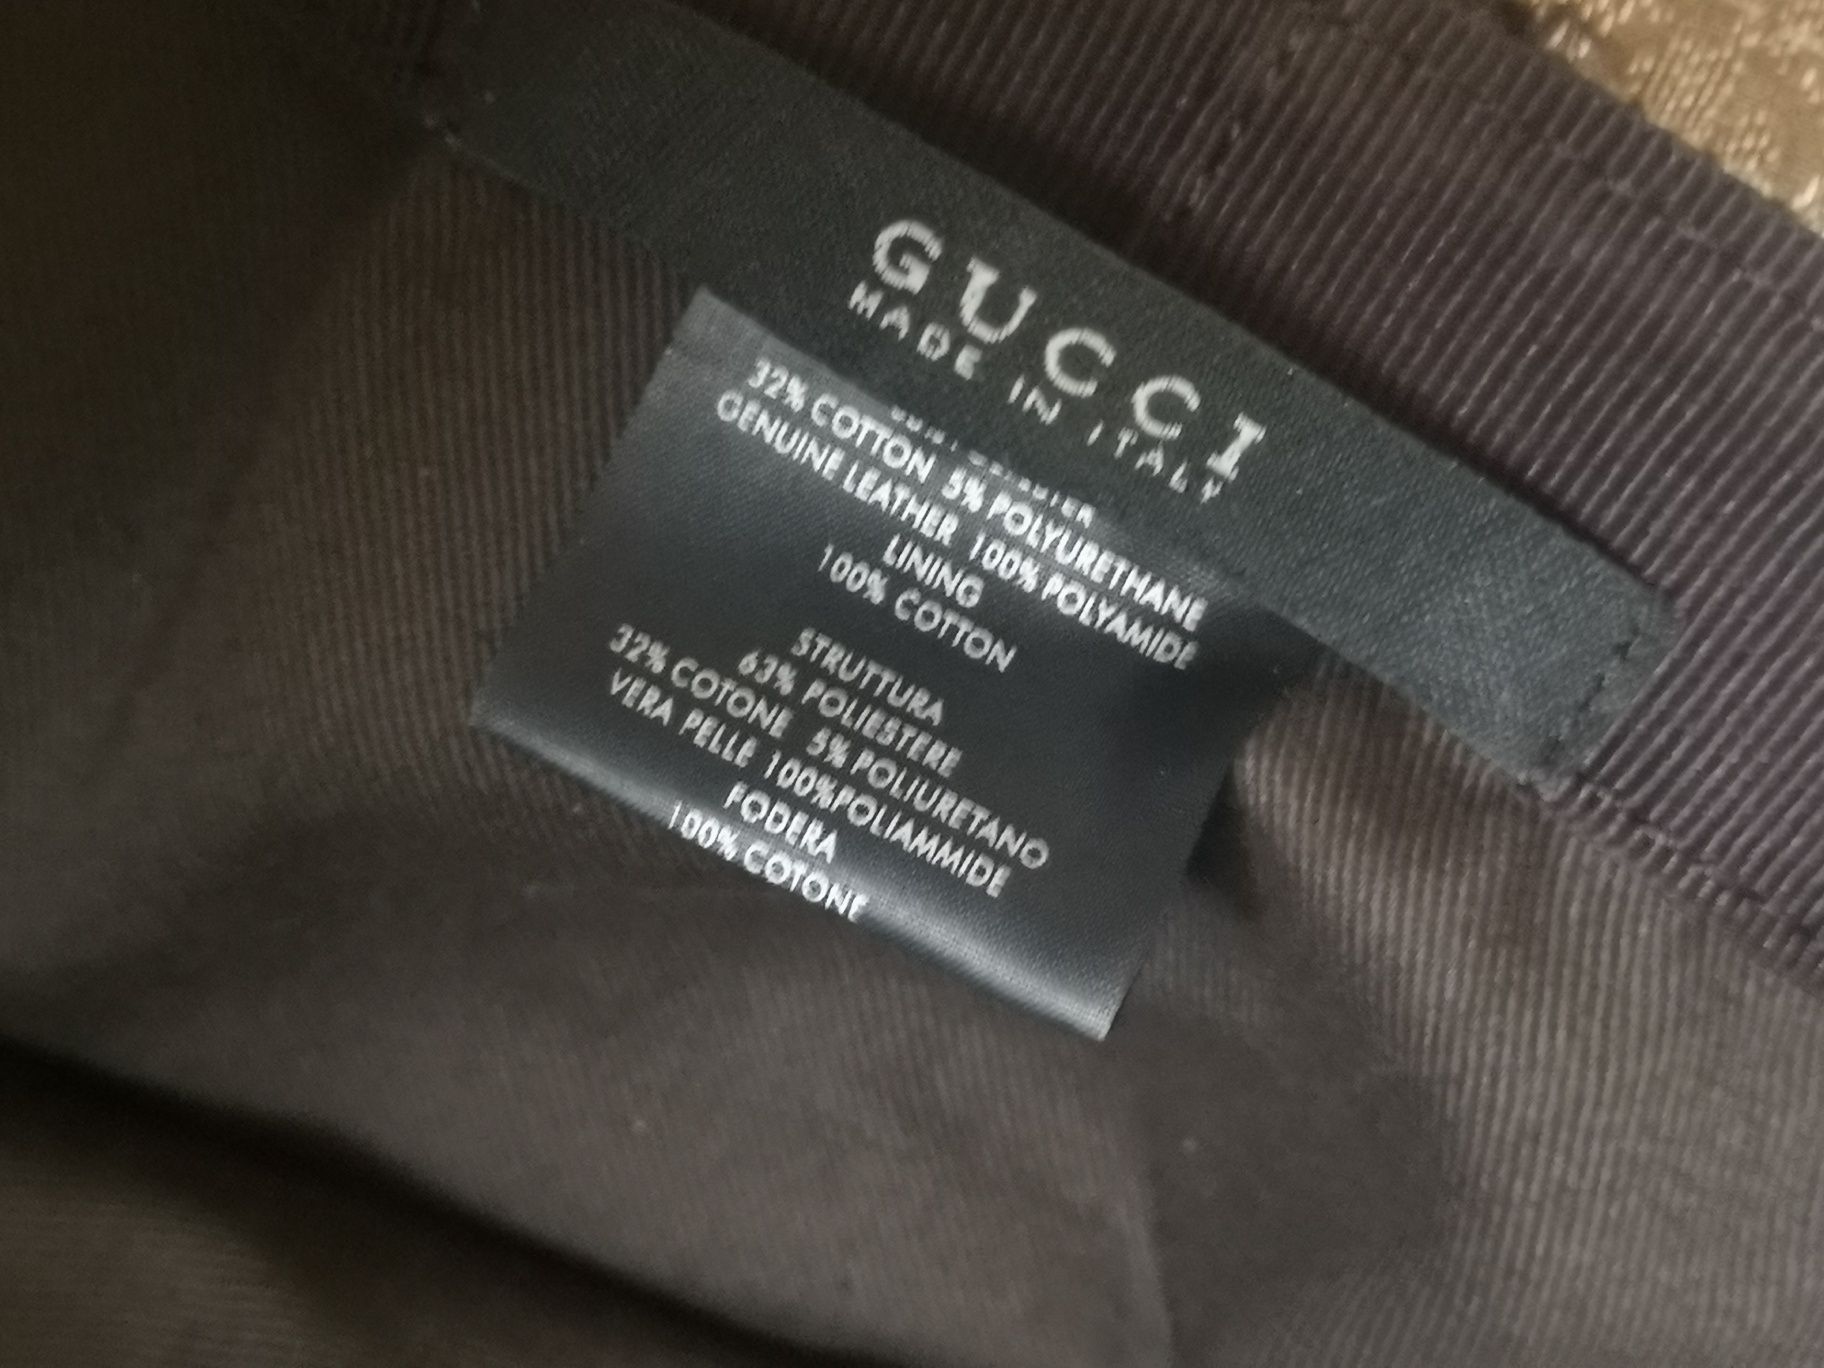 GUCCI
MADE IN ITALY
32% COTTON 5% POLYURETHANE
GENUINE LEATHER 100% POLYAMIDE
LINING
100% COTTON
STRUTTURA
63% POLIESTERE
32% COTONE 5% POLIURETANO
VERA PELLE 100%POLIAMMIDE
FODERA
100% COTONE